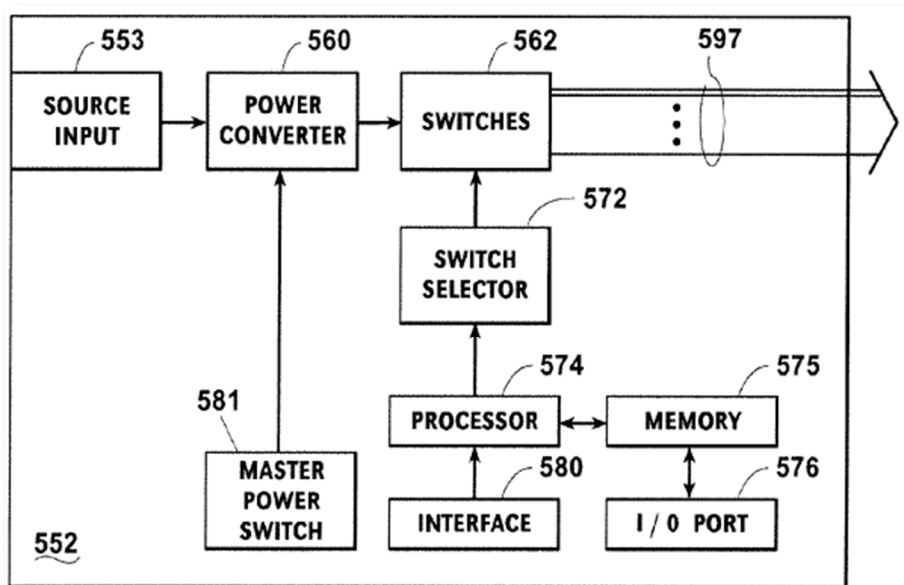 553
560
562
597
SOURCE
INPUT
POWER
CONVERTER
SWITCHES
572
SWITCH
SELECTOR
574
575
581
PROCESSOR
MEMORY
MASTER
POWER
SWITCH
580
576
INTERFACE
I / O PORT
552